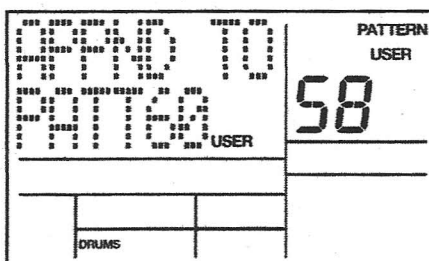 APPND TO
PATT60 USER
PATTERN
USER
58
DRUMS